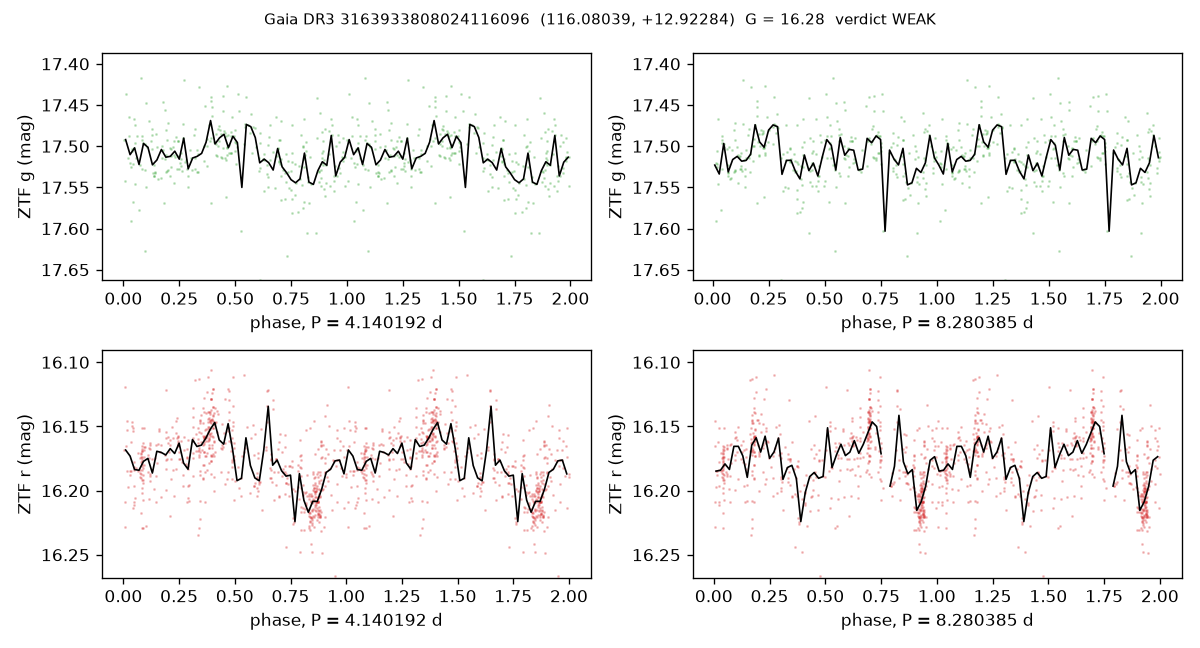 Gaia DR3 3163933808024116096  (116.08039, +12.92284)  G = 16.28  verdict WEAK
ZTF g (mag)
17.40
17.45
17.50
17.55
17.60
17.65
0.00 0.25 0.50 0.75 1.00 1.25 1.50 1.75 2.00
phase, P = 4.140192 d
ZTF g (mag)
17.40
17.45
17.50
17.55
17.60
17.65
0.00 0.25 0.50 0.75 1.00 1.25 1.50 1.75 2.00
phase, P = 8.280385 d
ZTF r (mag)
16.10
16.15
16.20
16.25
0.00 0.25 0.50 0.75 1.00 1.25 1.50 1.75 2.00
phase, P = 4.140192 d
ZTF r (mag)
16.10
16.15
16.20
16.25
0.00 0.25 0.50 0.75 1.00 1.25 1.50 1.75 2.00
phase, P = 8.280385 d